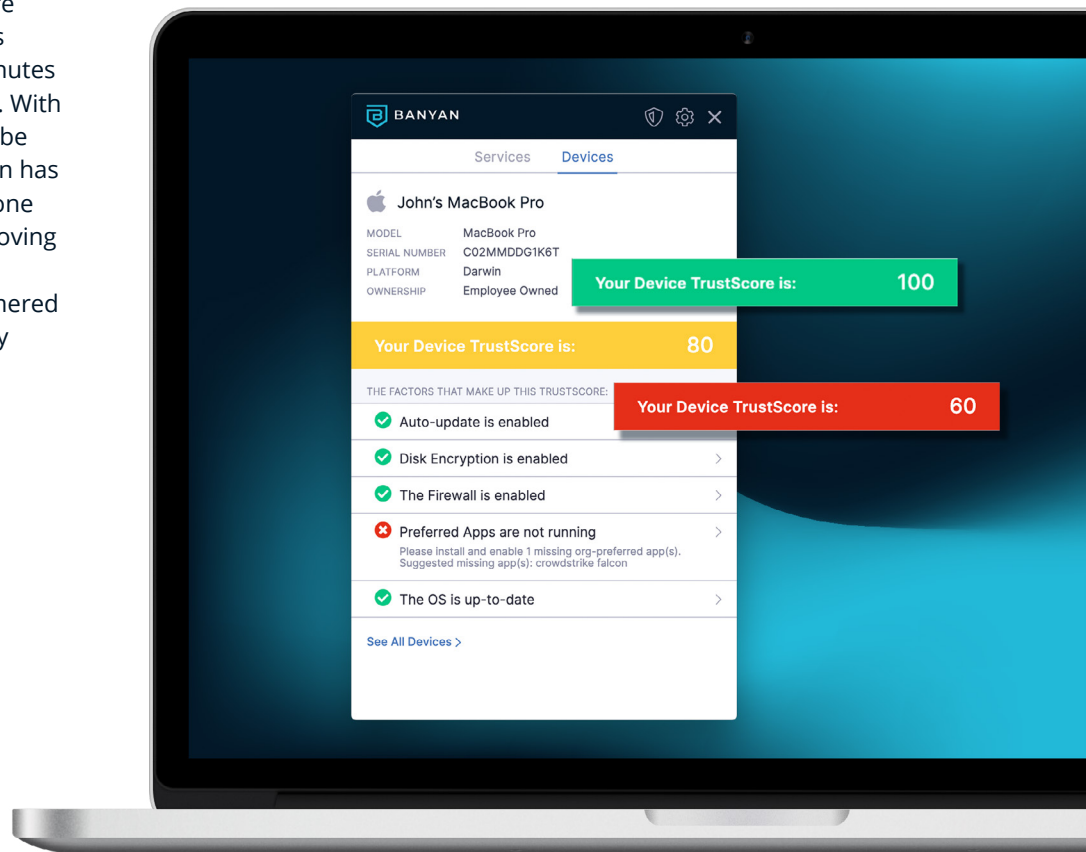 nutes
. With
be
n has
one
oving
nered
y
BANYAN
Services Devices
John's MacBook Pro
MODEL MacBook Pro
SERIAL NUMBER C02MMDDG1K6T
PLATFORM Darwin
OWNERSHIP Employee Owned
Your Device TrustScore is: 100
Your Device TrustScore is: 80
THE FACTORS THAT MAKE UP THIS TRUSTSCORE:
Your Device TrustScore is: 60
Auto-update is enabled
Disk Encryption is enabled
The Firewall is enabled
Preferred Apps are not running
Please install and enable 1 missing org-preferred app(s).
Suggested missing app(s): crowdstrike falcon
The OS is up-to-date
See All Devices >